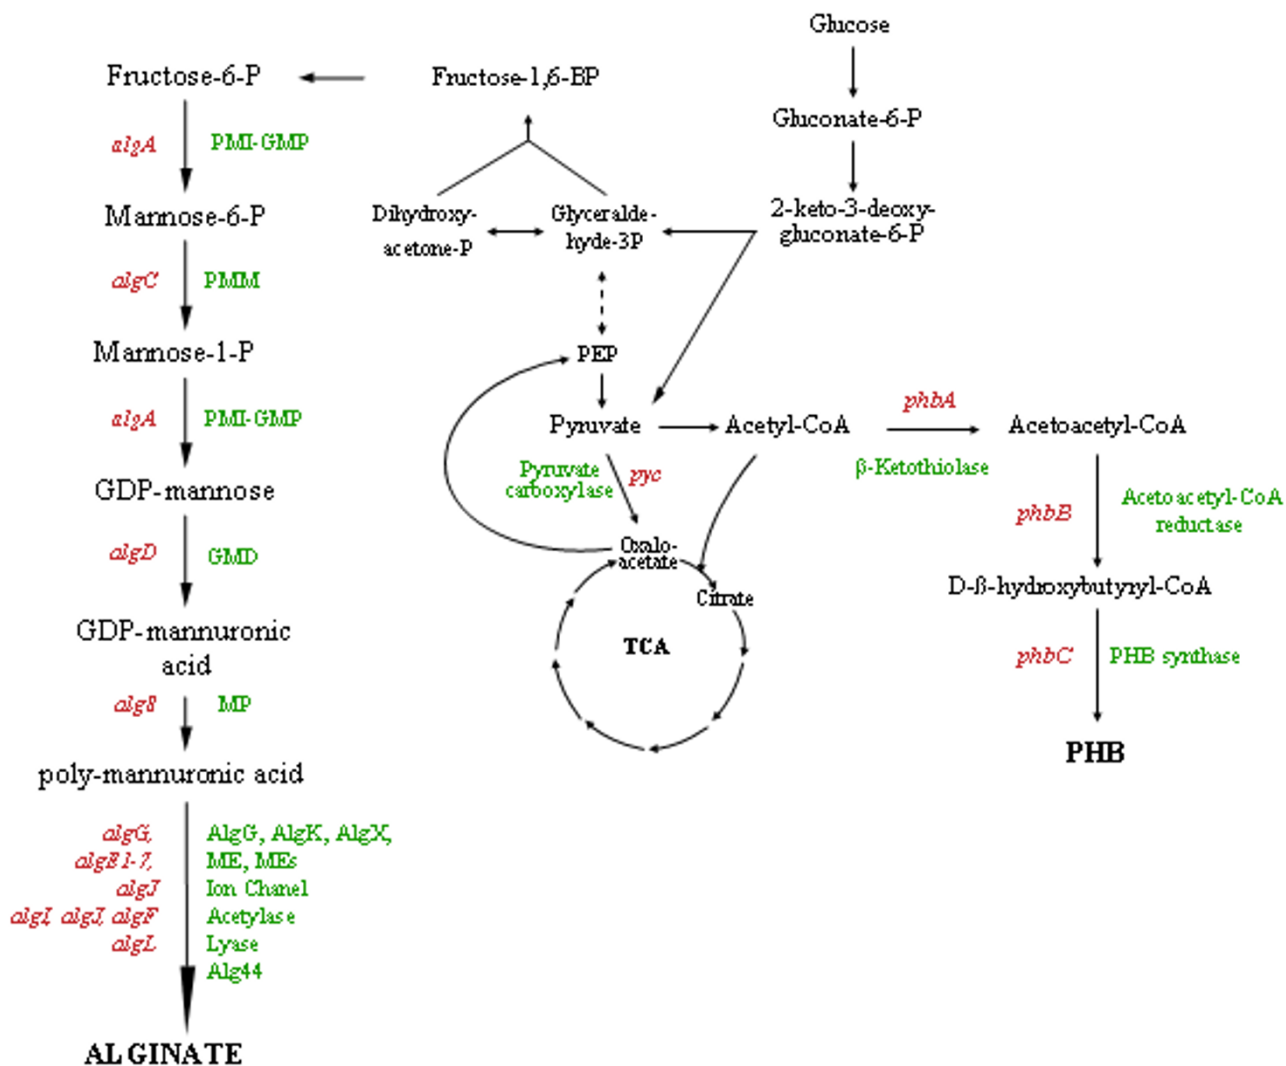 Glucose
Fructose-6-P
Fructose-1,6-BP
Gluconate-6-P
algA
PMI-GMP
Mannose-6-P
Dihydroxy-
acetone-P
Glyceralde-
hyde-3P
2-keto-3-deoxy-
gluconate-6-P
algC
PMM
Mannose-1-P
PEP
algA
PMI-GMP
Pyruvate
Acetyl-CoA
phbA
Acetoacetyl-CoA
β-Ketothiolase
Pyruvate
carboxylase
pyc
GDP-mannose
phbB
Acetoacetyl-CoA
reductase
algD
GMD
Oxalo-
acetate
Citrate
D-ß-hydroxybutyryl-CoA
GDP-mannuronic
acid
TCA
phbC
PHB synthase
alg8
MP
PHB
poly-mannuronic acid
algG,
AlgG, AlgK, AlgX,
algE1-7,
ME, MEs
algJ
Ion Chanel
algI, algJ, algF
Acetylase
algL
Lyase
Alg44
ALGINATE